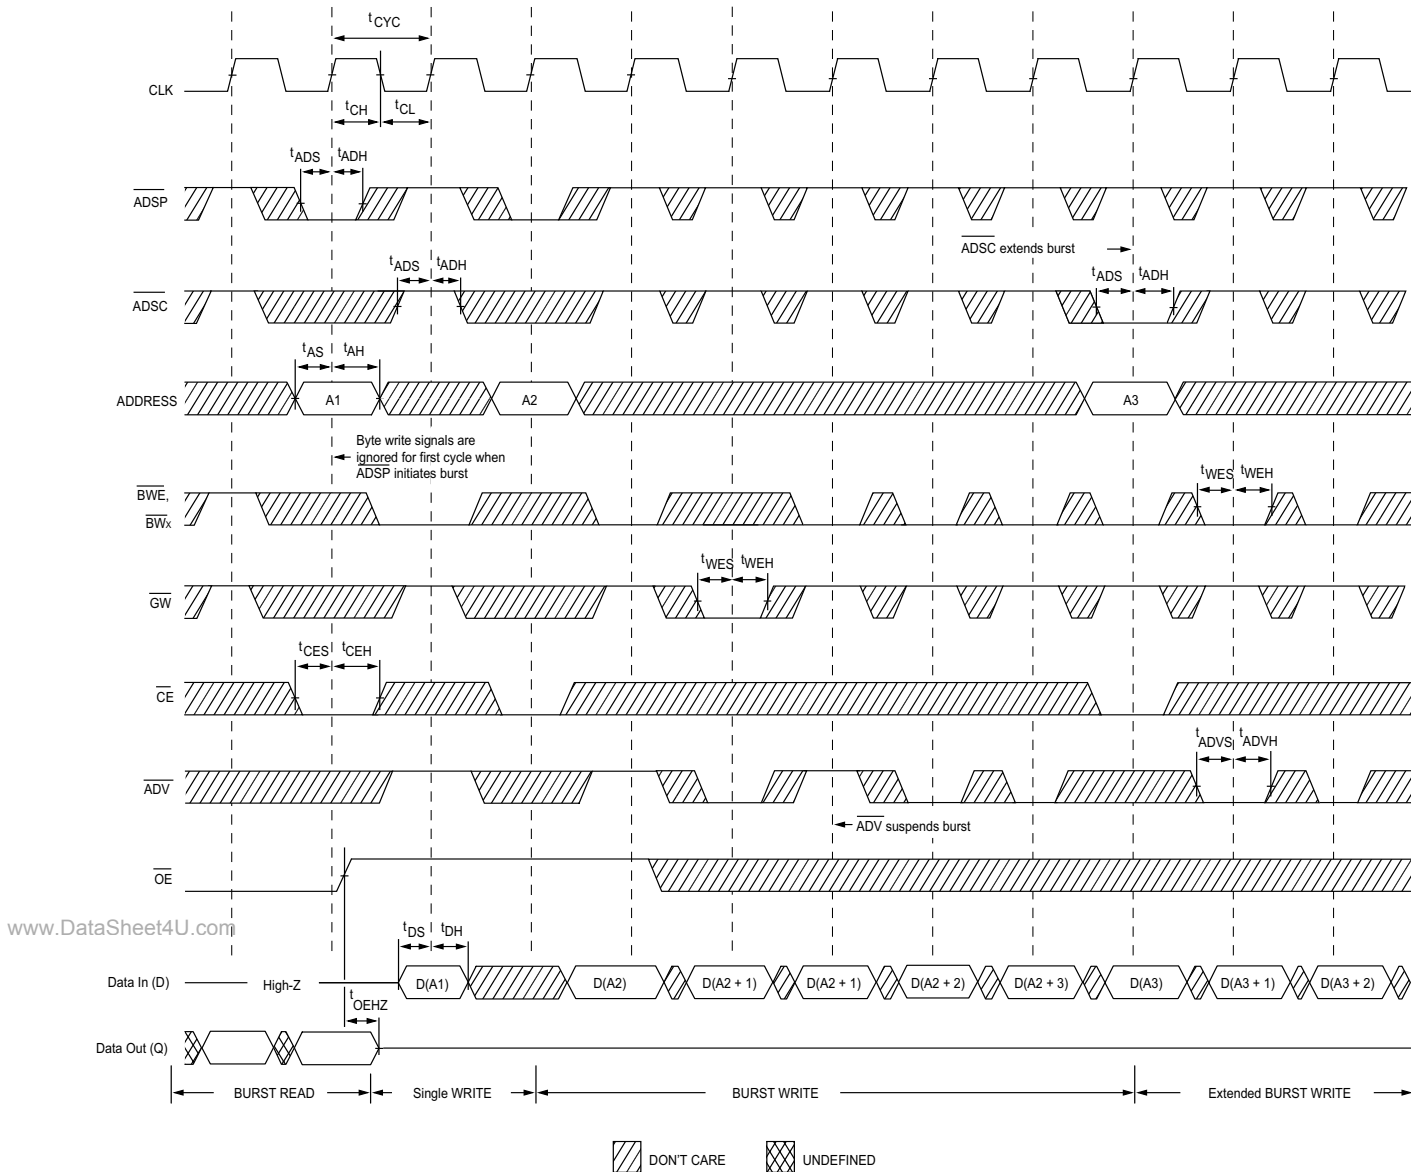 tCYC
CLK
tCH
tCL
tADS
tADH
ADSP
ADSC extends burst
tADS
tADH
tADS
tADH
ADSC
tAS
tAH
ADDRESS
A1
A2
A3
Byte write signals are
ignored for first cycle when
ADSP initiates burst
BWE,
BWx
tWES
tWEH
tWES
tWEH
GW
tCES
tCEH
CE
tADVS
tADVH
ADV
ADV suspends burst
OE
www.DataSheet4U.com
tDS
tDH
Data In (D)
High-Z
D(A1)
D(A2)
D(A2 + 1)
D(A2 + 1)
D(A2 + 2)
D(A2 + 3)
D(A3)
D(A3 + 1)
D(A3 + 2)
tOEHZ
Data Out (Q)
BURST READ
Single WRITE
BURST WRITE
Extended BURST WRITE
DON'T CARE
UNDEFINED